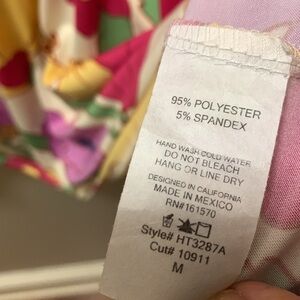 95% POLYESTER
5% SPANDEX
HAND WASH COLD WATER
DO NOT BLEACH
HANG OR LINE DRY
DESIGNED IN CALIFORNIA
MADE IN MEXICO
RN#161570
Style# HT3287A
Cut# 10911
M